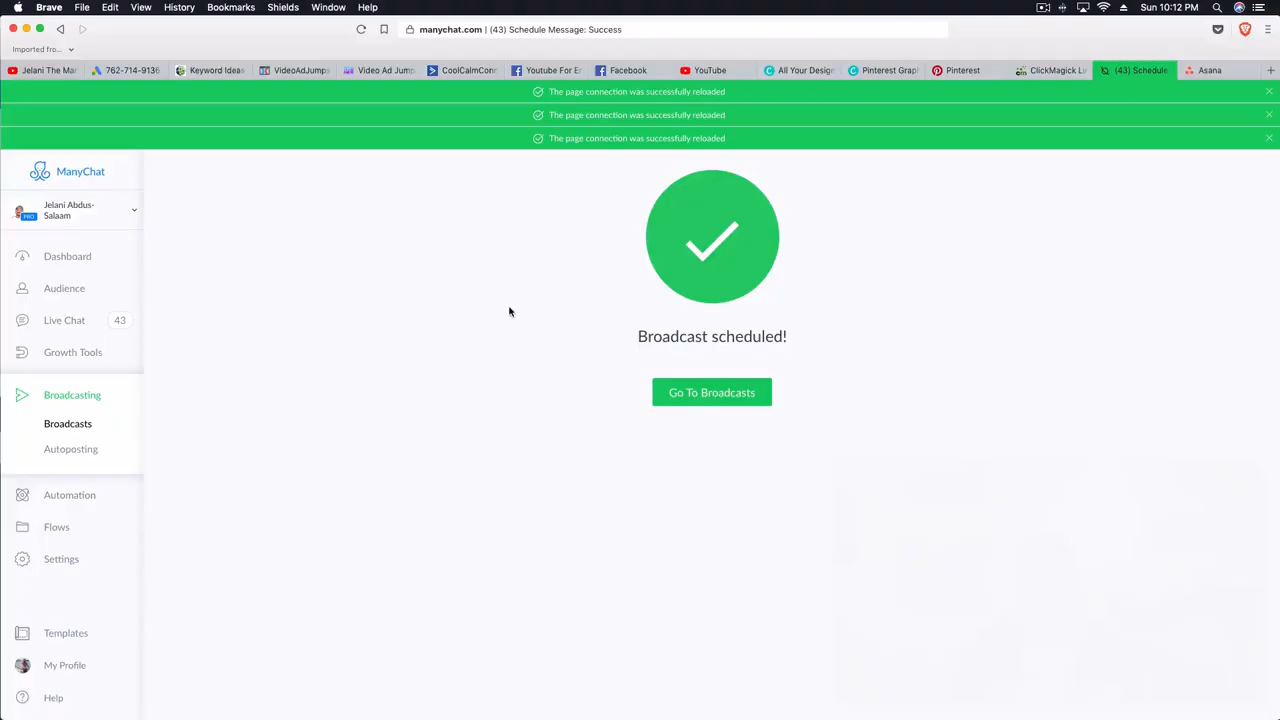 Brave File Edit View History Bookmarks Shields Window Help
Sun 10:12 PM
manychat.com | (43) Schedule Message: Success
Imported fro...
Jelani The Mar
762-714-9136
Keyword Ideas
VideoAdJumps
Video Ad Jump
CoolCalmConn
Youtube For E
Facebook
YouTube
All Your Design
Pinterest Grap
Pinterest
ClickMagick Li
(43) Schedule
Asana
The page connection was successfully reloaded
The page connection was successfully reloaded
The page connection was successfully reloaded
ManyChat
Jelani Abdus-
Salaam
PRO
Dashboard
Audience
Live Chat 43
Growth Tools
Broadcasting
Broadcasts
Autoposting
Automation
Flows
Settings
Templates
My Profile
Help
Broadcast scheduled!
Go To Broadcasts